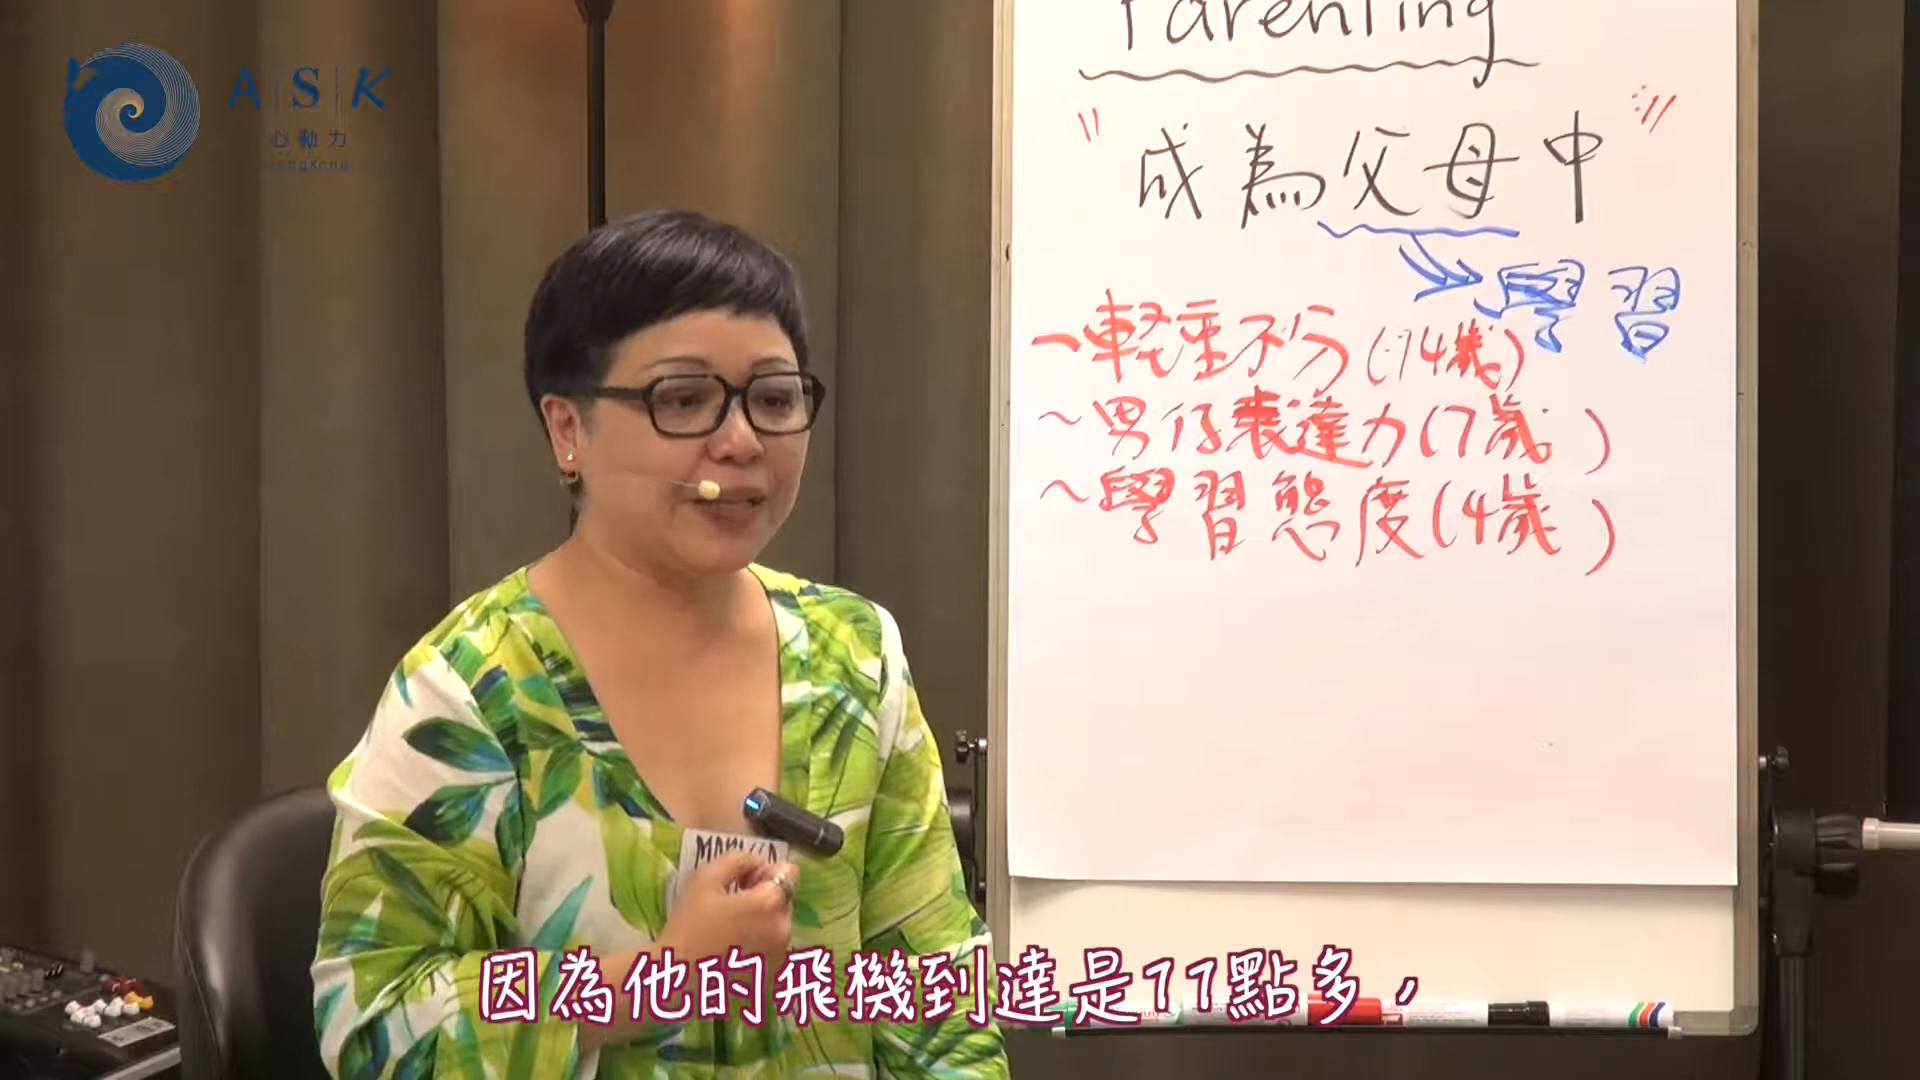 A|S|K
心動力
HongKong
Parenting
"成為父母中"
學習
~輕重不分(14歲)
~男仔表達力(7歲)
~學習態度(4歲)
因為他的飛機到達是11點多，